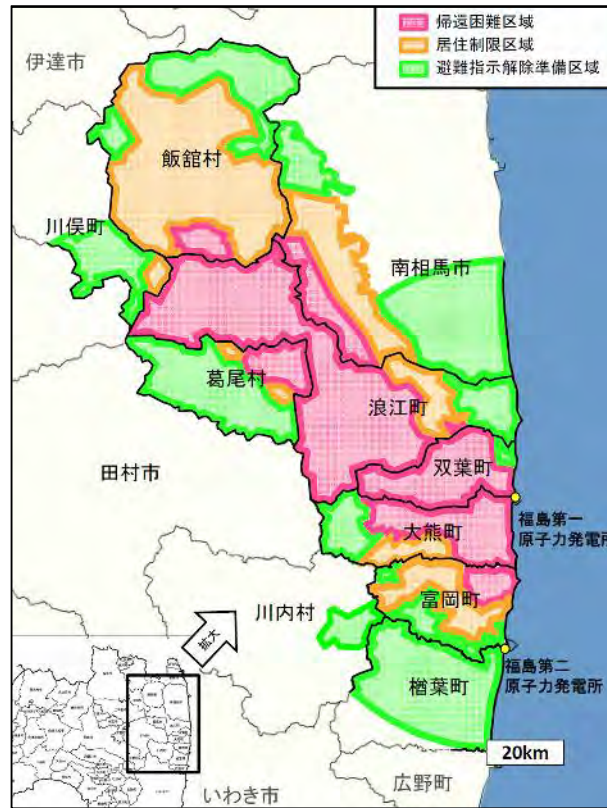 帰還困難区域
居住制限区域
避難指示解除準備区域
伊達市
飯舘村
川俣町
南相馬市
葛尾村
浪江町
田村市
双葉町
福島第一
原子力発電所
大熊町
富岡町
川内村
拡大
福島第二
原子力発電所
楢葉町
20km
広野町
いわき市